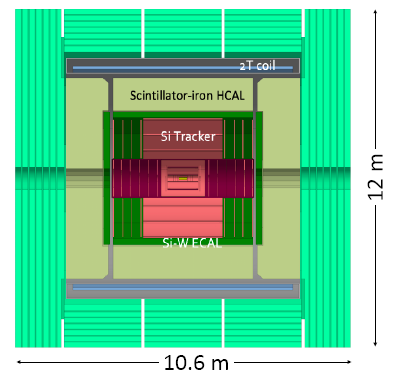 2T coil
Scintillator-iron HCAL
Si Tracker
Si-W ECAL
12 m
10.6 m